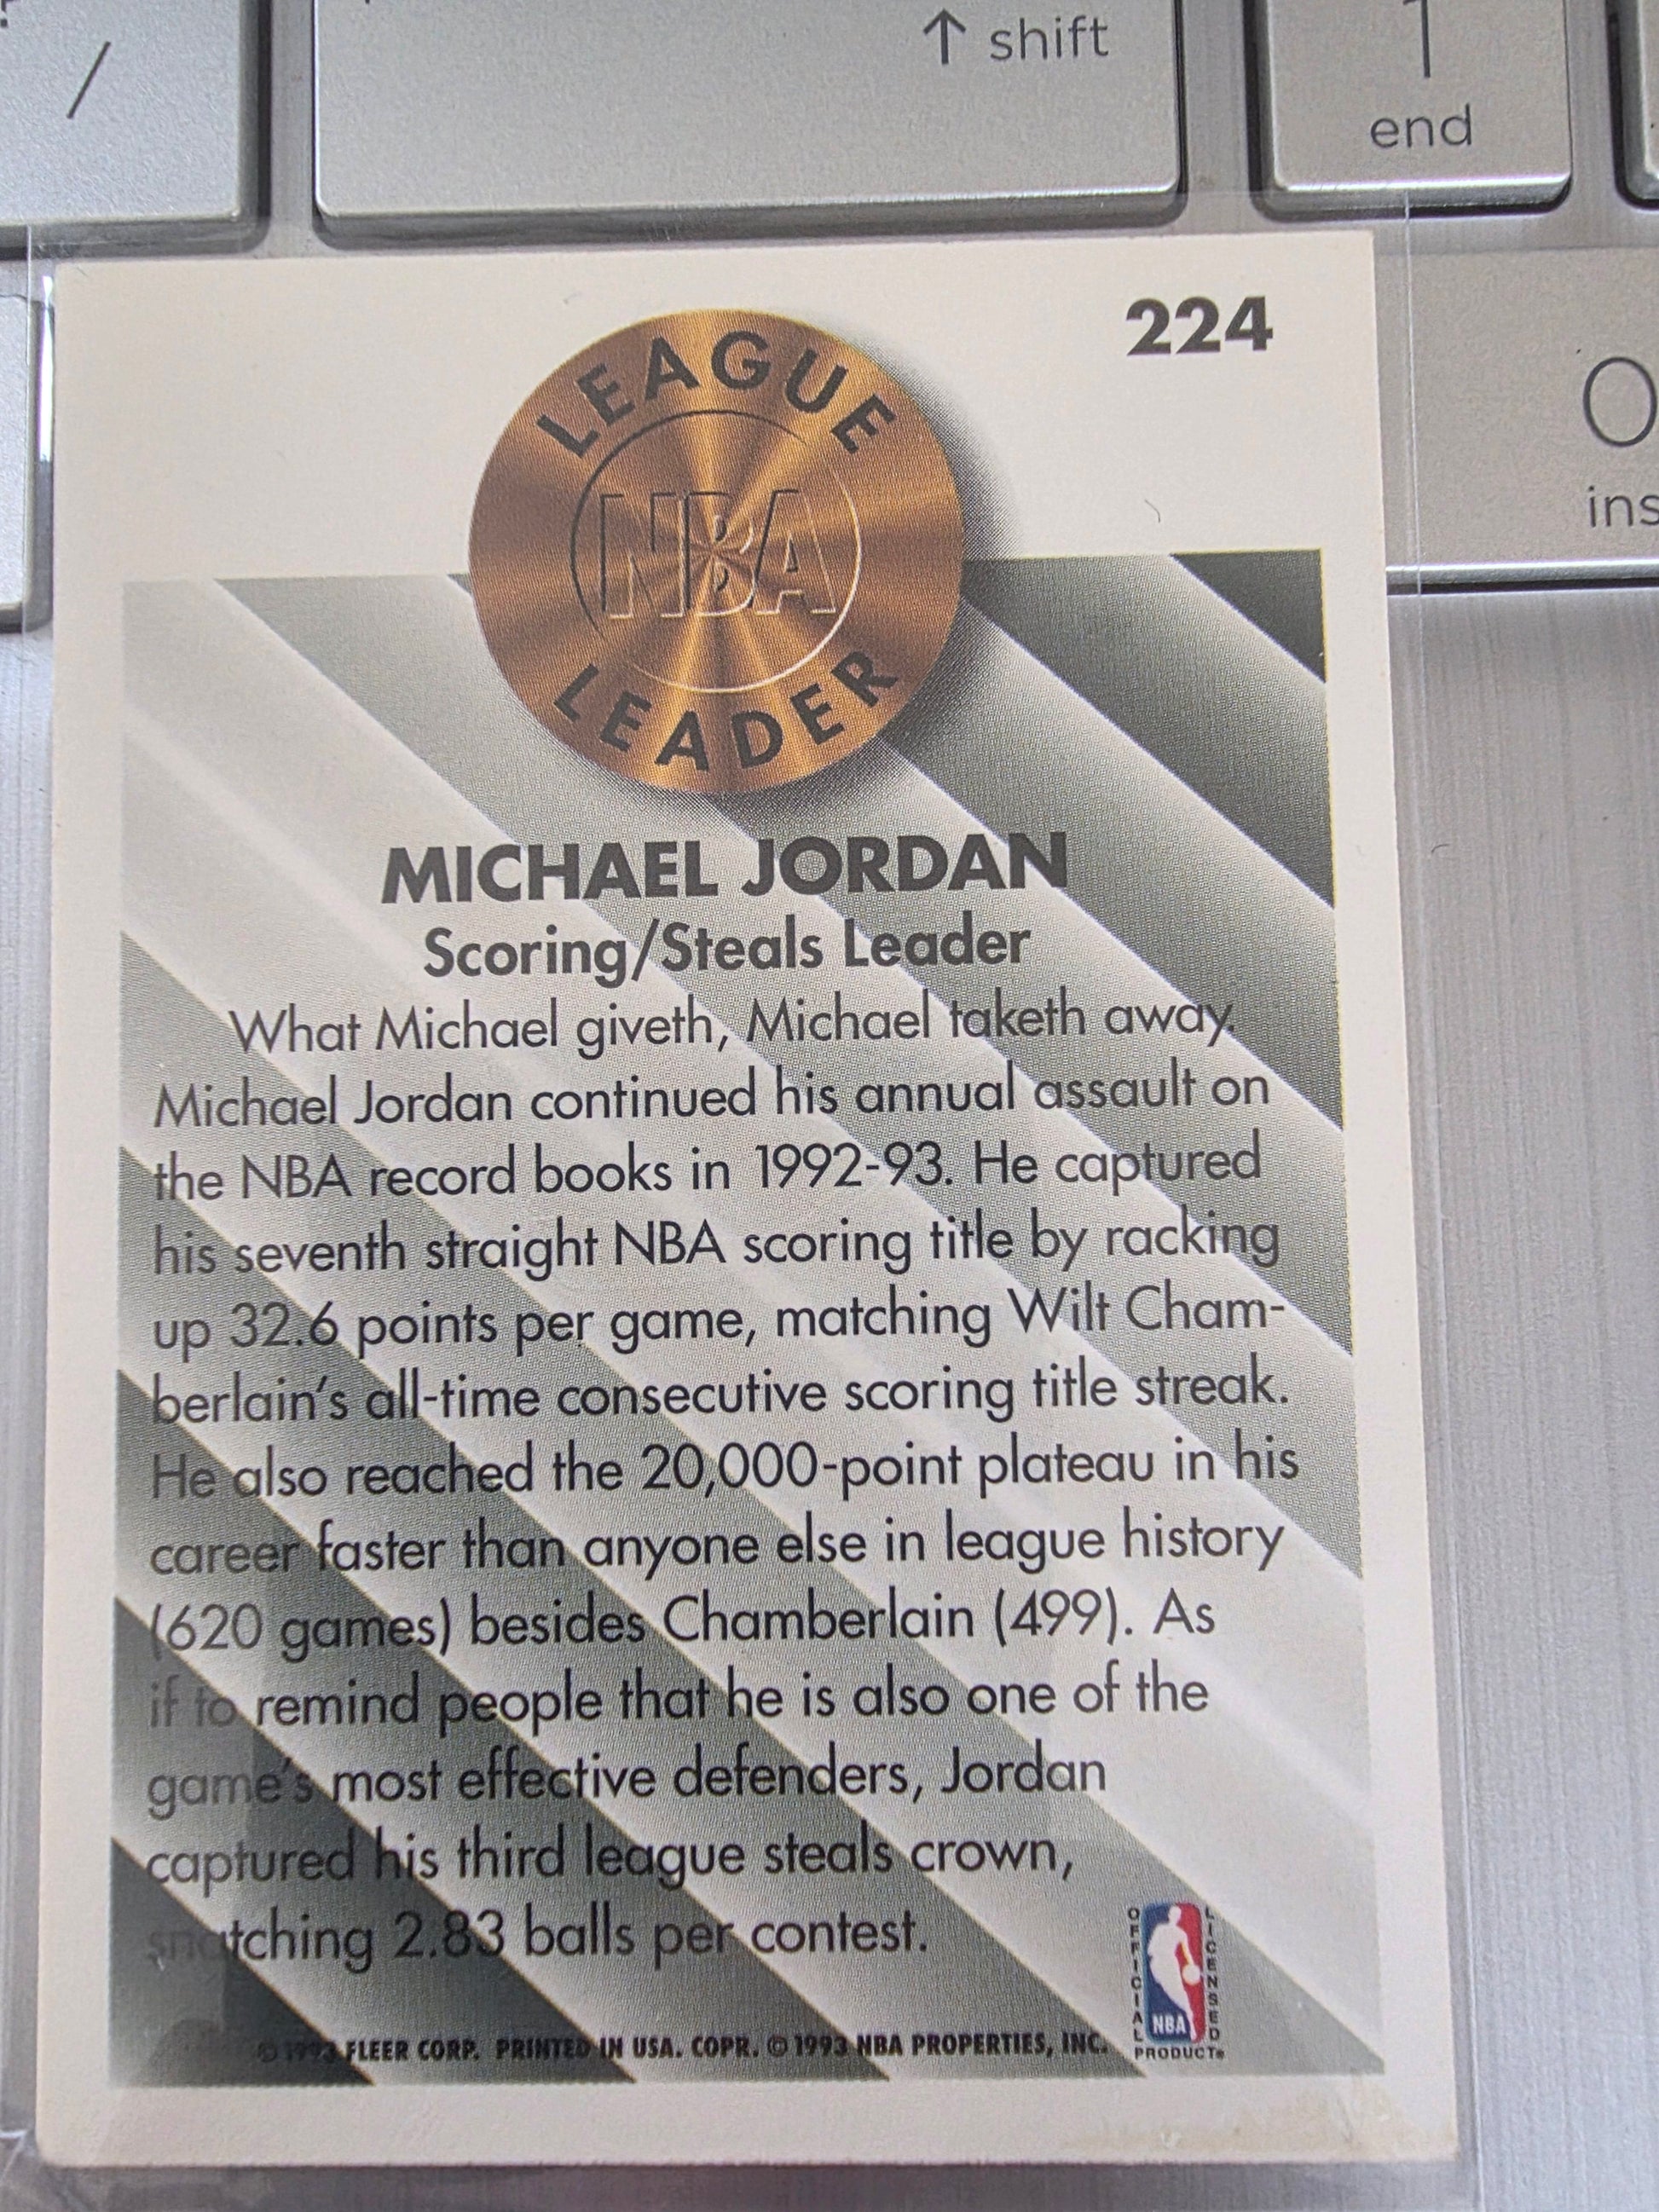 /
↑ shift
1
end
0
ins
224
LEAGUE
NBA
LEADER
MICHAEL JORDAN
Scoring/Steals Leader
What Michael giveth, Michael taketh away.
Michael Jordan continued his annual assault on
the NBA record books in 1992-93. He captured
his seventh straight NBA scoring title by racking
up 32.6 points per game, matching Wilt Cham-
berlain's all-time consecutive scoring title streak.
He also reached the 20,000-point plateau in his
career faster than anyone else in league history
(620 games) besides Chamberlain (499). As
if to remind people that he is also one of the
game's most effective defenders, Jordan
captured his third league steals crown,
snatching 2.83 balls per contest.
© 1993 FLEER CORP. PRINTED IN USA. COPR. © 1993 NBA PROPERTIES, INC.
OFFICIAL
LICENSED
NBA
PRODUCT®